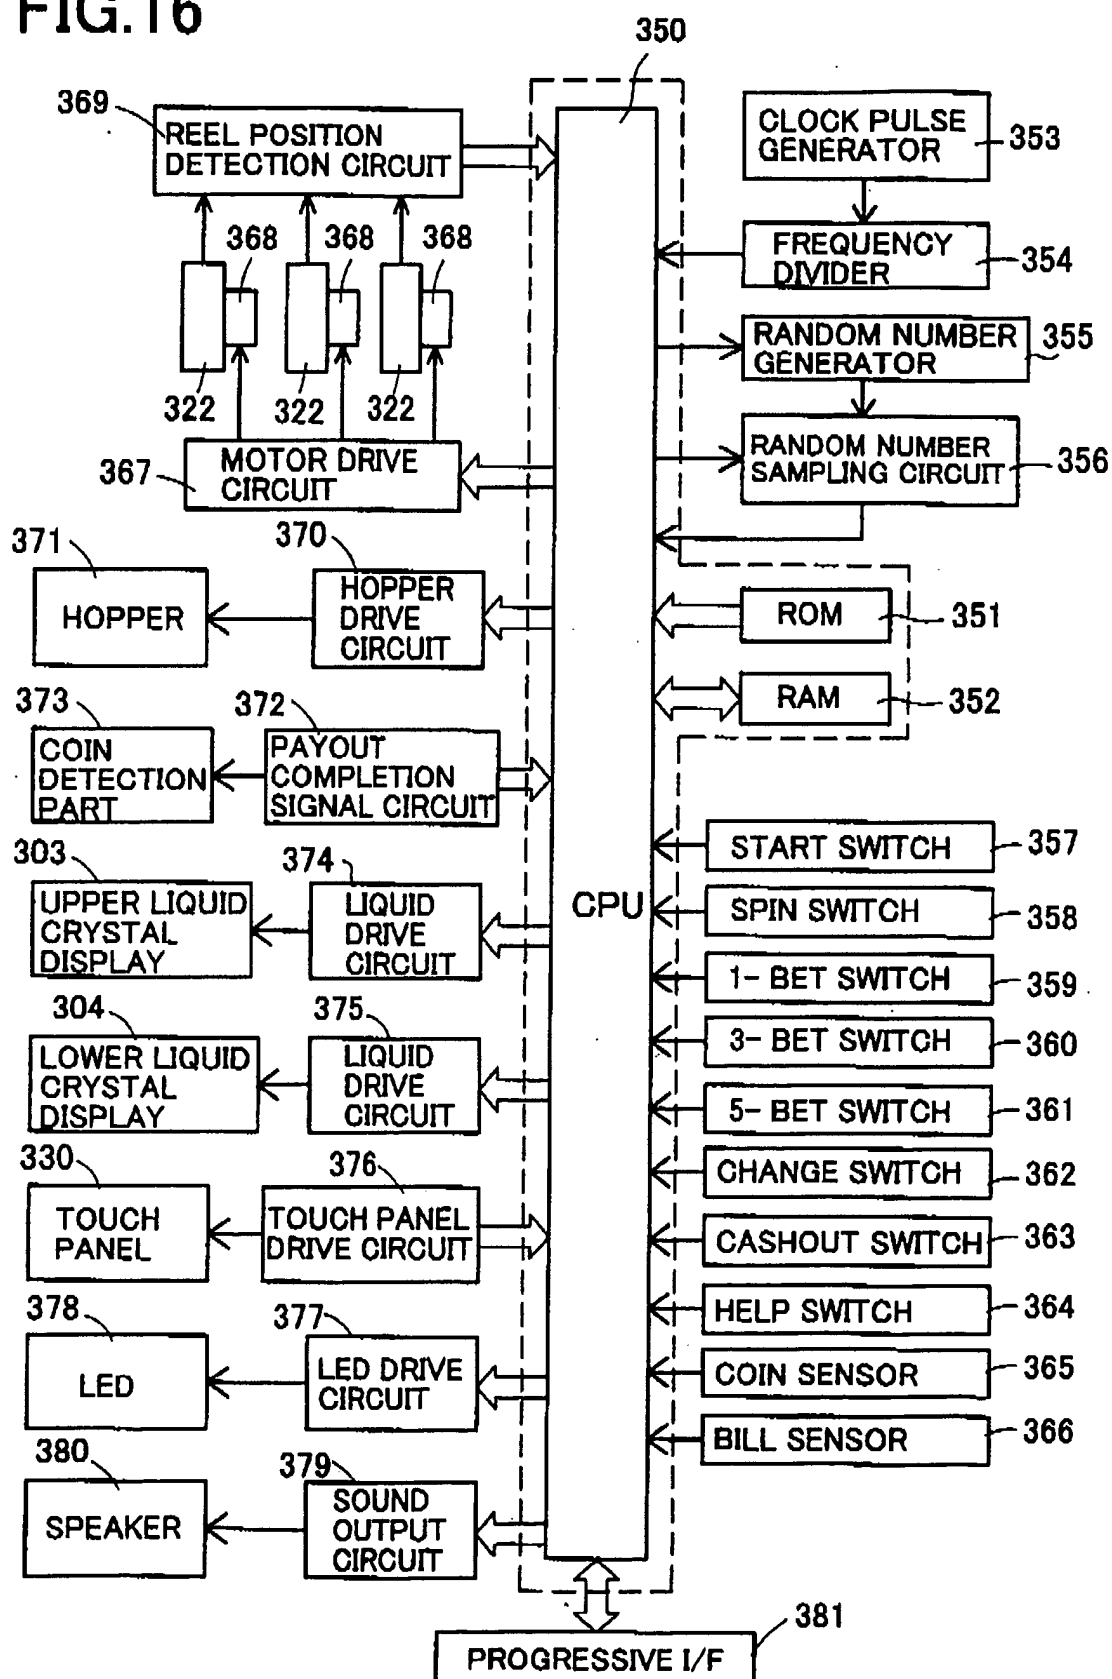 FIG.16
350
369
REEL POSITION
DETECTION CIRCUIT
CLOCK PULSE
GENERATOR
353
368
368
368
FREQUENCY
DIVIDER
354
RANDOM NUMBER
GENERATOR
355
322
322
322
367
MOTOR DRIVE
CIRCUIT
RANDOM NUMBER
SAMPLING CIRCUIT
356
371
HOPPER
370
HOPPER
DRIVE
CIRCUIT
ROM
351
RAM
352
373
COIN
DETECTION
PART
372
PAYOUT
COMPLETION
SIGNAL CIRCUIT
303
UPPER LIQUID
CRYSTAL
DISPLAY
374
LIQUID
DRIVE
CIRCUIT
CPU
START SWITCH
357
SPIN SWITCH
358
1- BET SWITCH
359
304
LOWER LIQUID
CRYSTAL
DISPLAY
375
LIQUID
DRIVE
CIRCUIT
3- BET SWITCH
360
5- BET SWITCH
361
330
TOUCH
PANEL
376
TOUCH PANEL
DRIVE CIRCUIT
CHANGE SWITCH
362
CASHOUT SWITCH
363
378
LED
377
LED DRIVE
CIRCUIT
HELP SWITCH
364
COIN SENSOR
365
BILL SENSOR
366
380
SPEAKER
379
SOUND
OUTPUT
CIRCUIT
381
PROGRESSIVE I/F